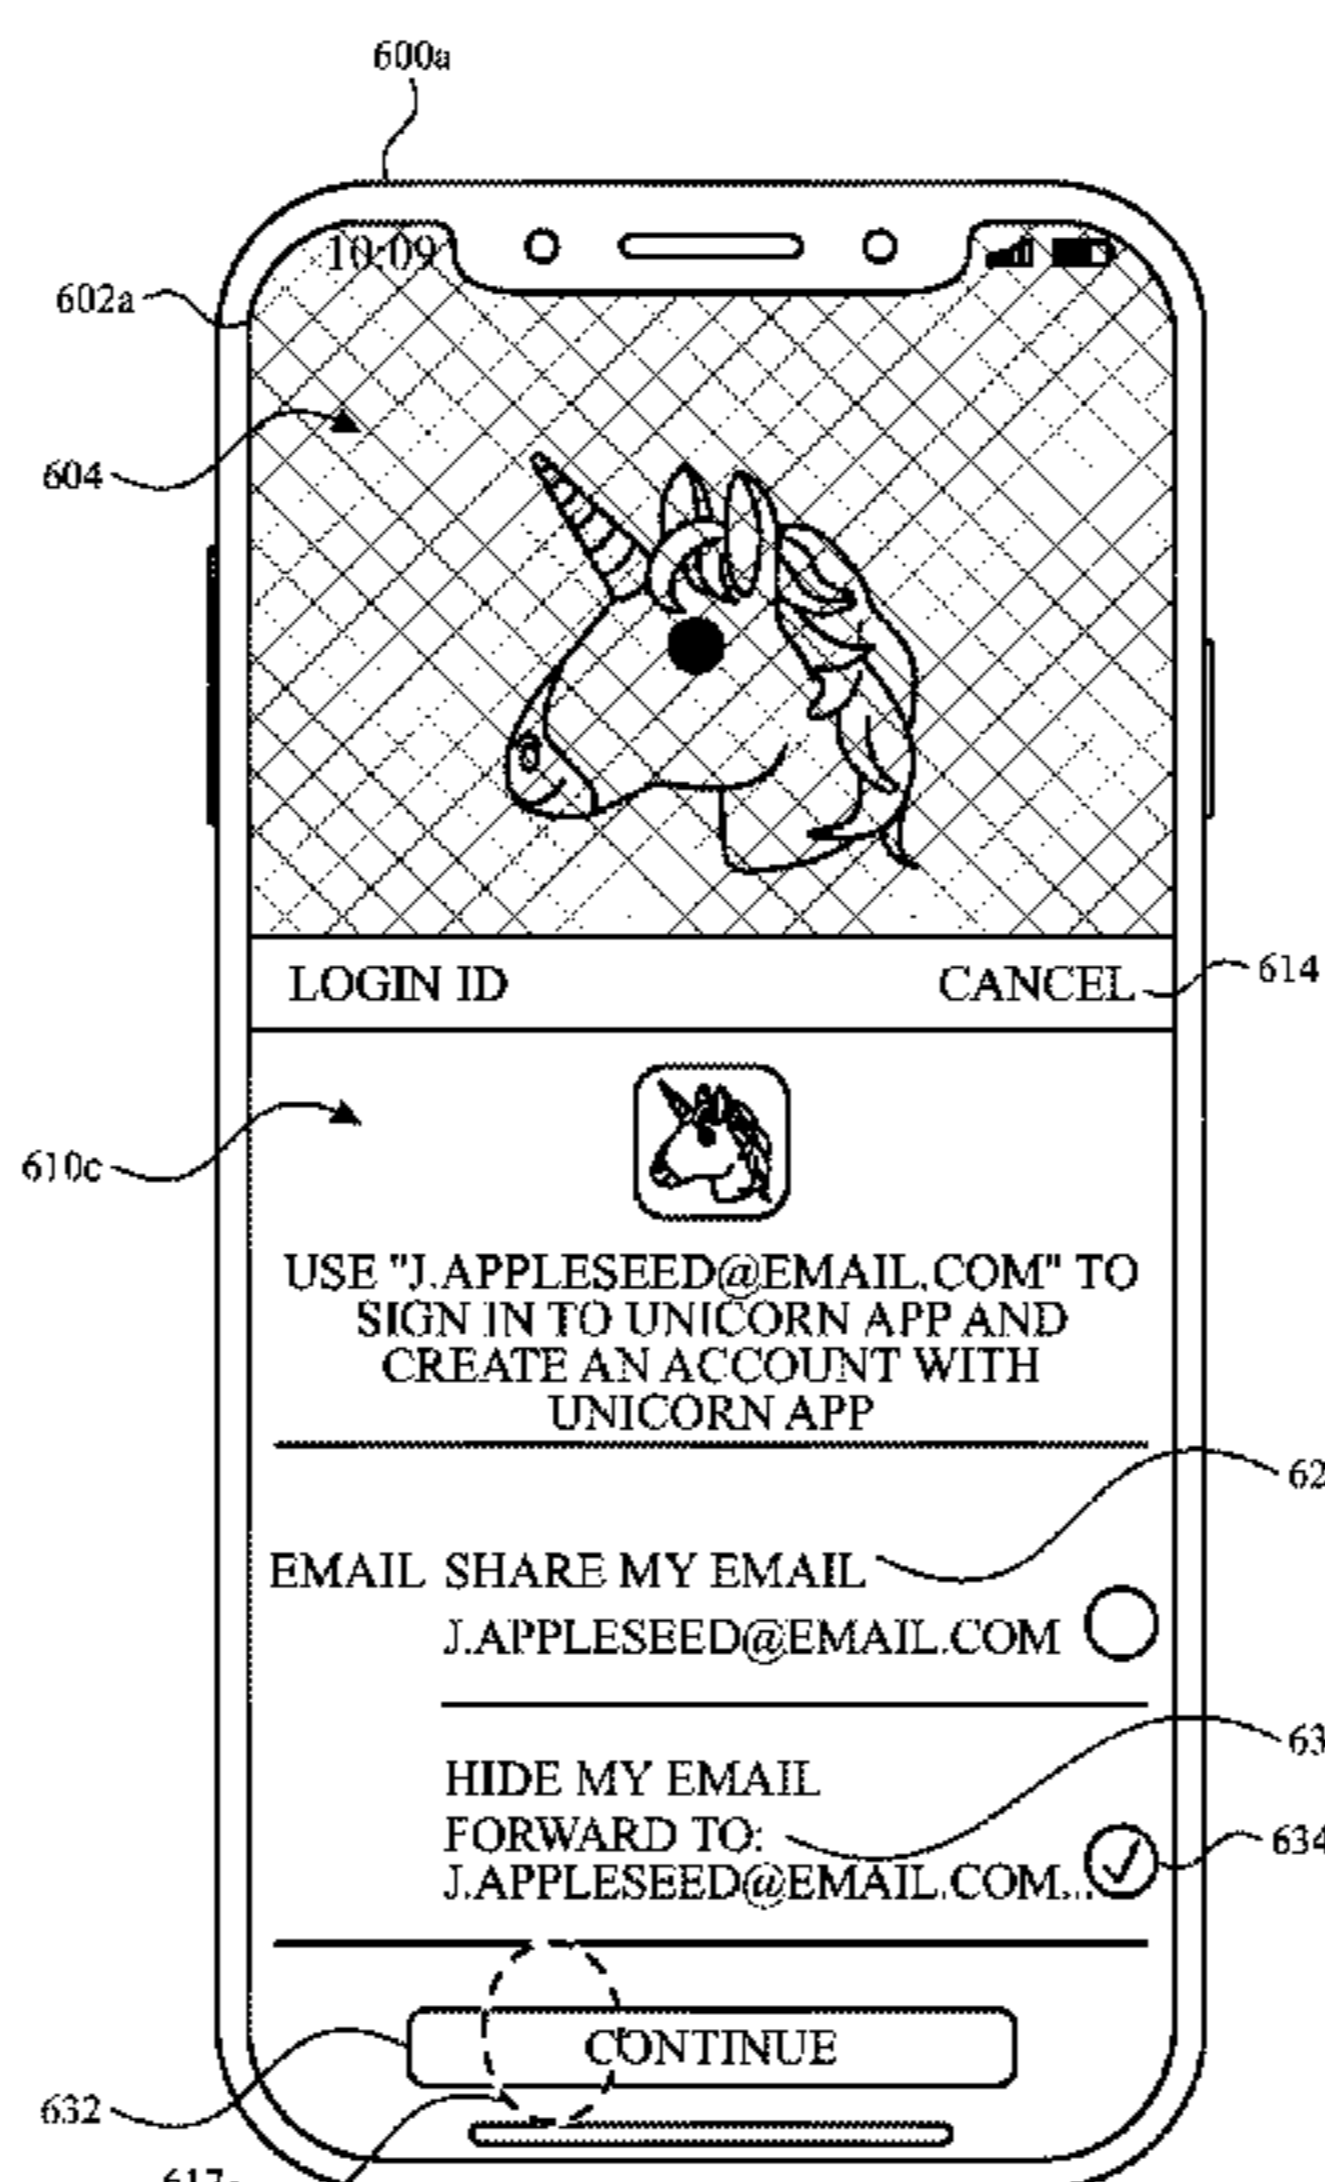 600a
10:09
602a
604
LOGIN ID CANCEL
614
610c
USE "J.APPLESEED@EMAIL.COM" TO
SIGN IN TO UNICORN APP AND
CREATE AN ACCOUNT WITH
UNICORN APP
EMAIL SHARE MY EMAIL
J.APPLESEED@EMAIL.COM
HIDE MY EMAIL
FORWARD TO:
J.APPLESEED@EMAIL.COM...
634
CONTINUE
632